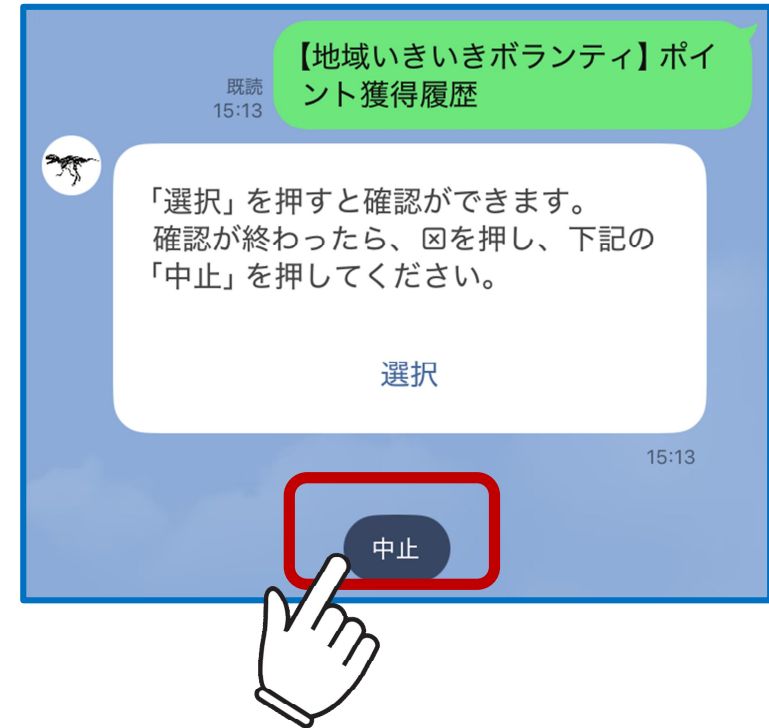 【地域いきいきボランティ】ポイ
ント獲得履歴
既読
15:13
「選択」を押すと確認ができます。
確認が終わったら、☒を押し、下記の
「中止」を押してください。
選択
15:13
中止